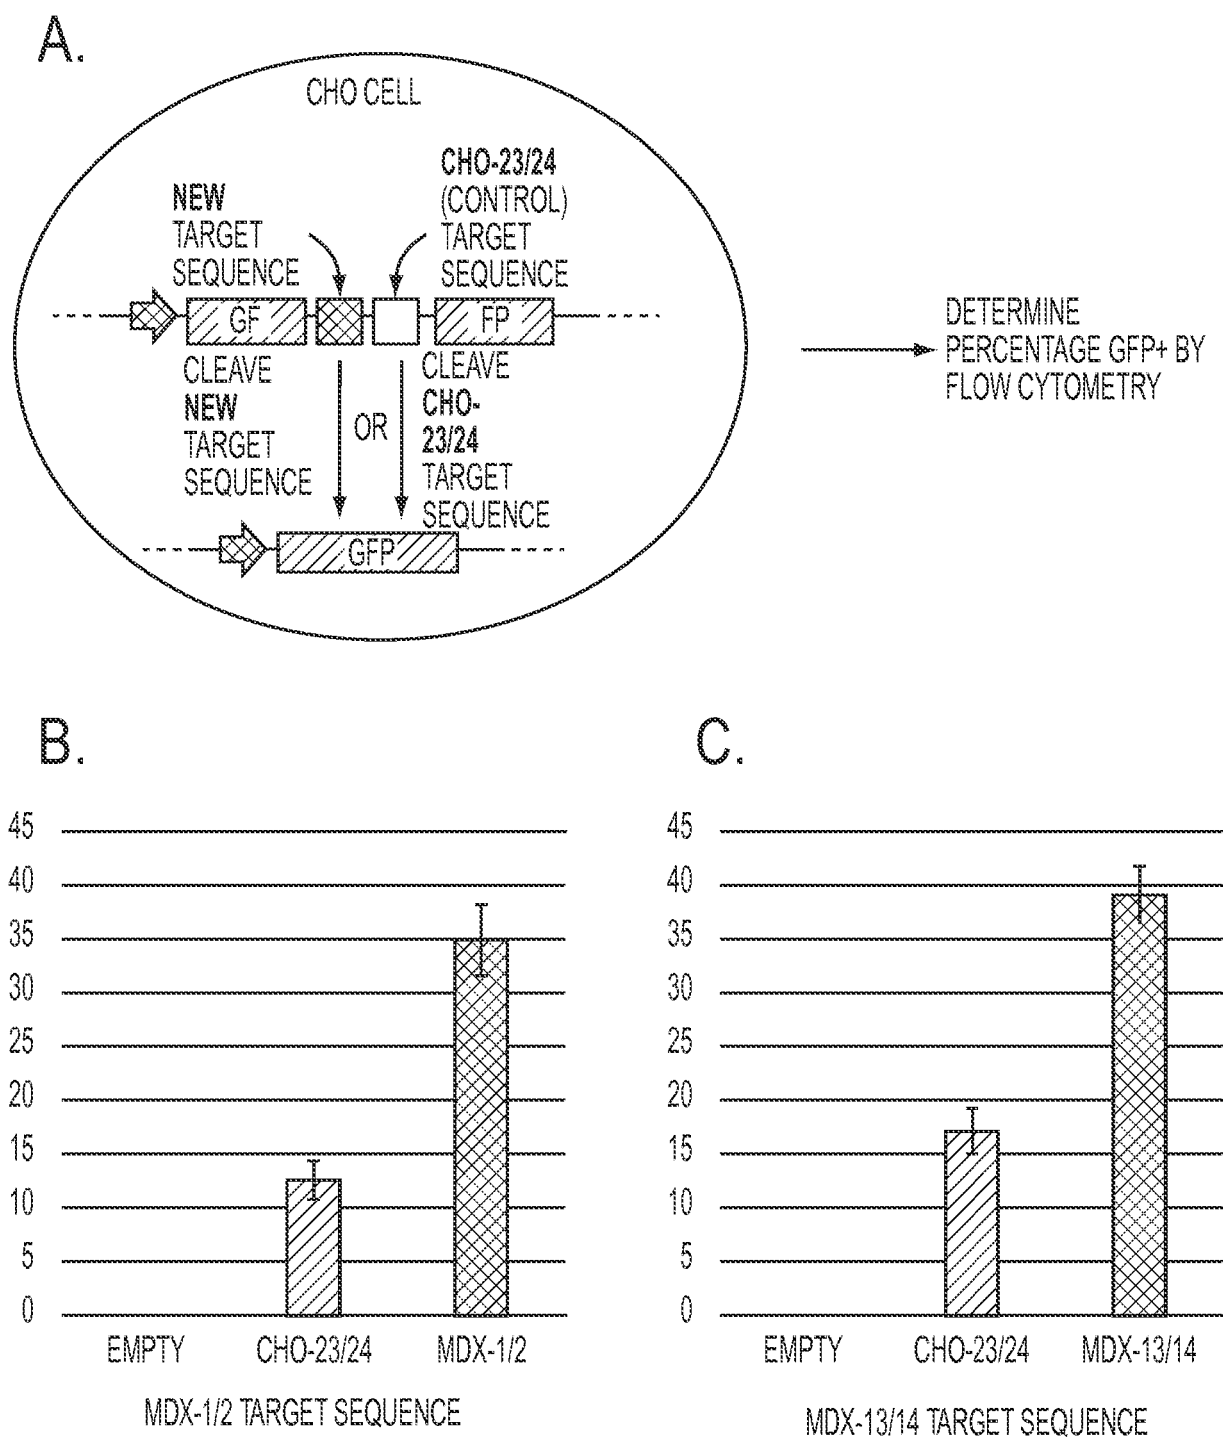 A.
CHO CELL
NEW
TARGET
SEQUENCE
CHO-23/24
(CONTROL)
TARGET
SEQUENCE
GF
FP
CLEAVE
NEW
TARGET
SEQUENCE
OR
CLEAVE
CHO-
23/24
TARGET
SEQUENCE
GFP
DETERMINE
PERCENTAGE GFP+ BY
FLOW CYTOMETRY
B.
45
40
35
30
25
20
15
10
5
0
EMPTY CHO-23/24 MDX-1/2
MDX-1/2 TARGET SEQUENCE
C.
45
40
35
30
25
20
15
10
5
0
EMPTY CHO-23/24 MDX-13/14
MDX-13/14 TARGET SEQUENCE